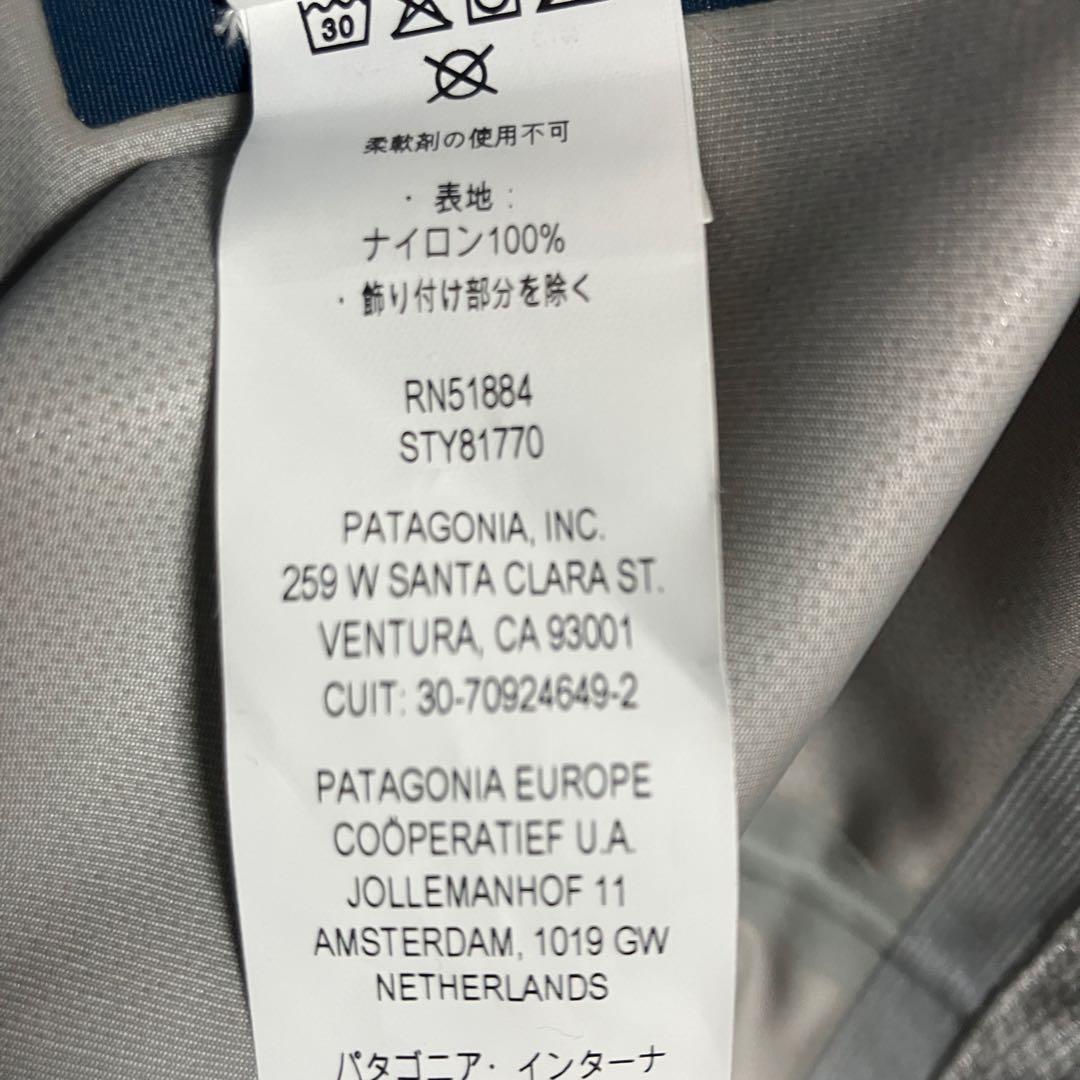 30
柔軟剤の使用不可
・表地：
ナイロン100%
・飾り付け部分を除く
RN51884
STY81770
PATAGONIA, INC.
259 W SANTA CLARA ST.
VENTURA, CA 93001
CUIT: 30-70924649-2
PATAGONIA EUROPE
COÖPERATIEF U.A.
JOLLEMANHOF 11
AMSTERDAM, 1019 GW
NETHERLANDS
パタゴニア・インターナ